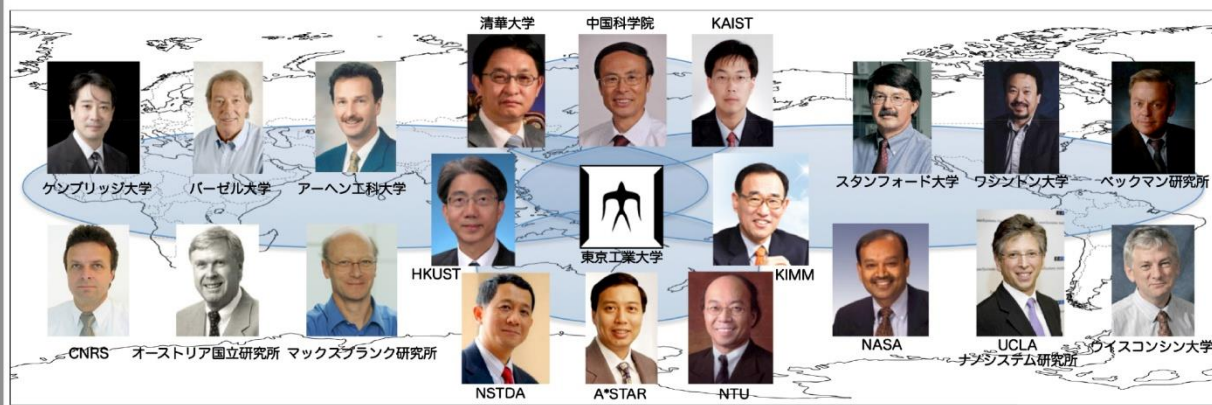 清華大学
中国科学院
KAIST
ケンブリッジ大学
バーゼル大学
アーヘン工科大学
スタンフォード大学
ワシントン大学
ベックマン研究所
HKUST
東京工業大学
KIMM
CNRS
オーストリア国立研究所
マックスプランク研究所
NSTDA
A*STAR
NTU
NASA
UCLA
ナノシステム研究所
ウイスコンシン大学